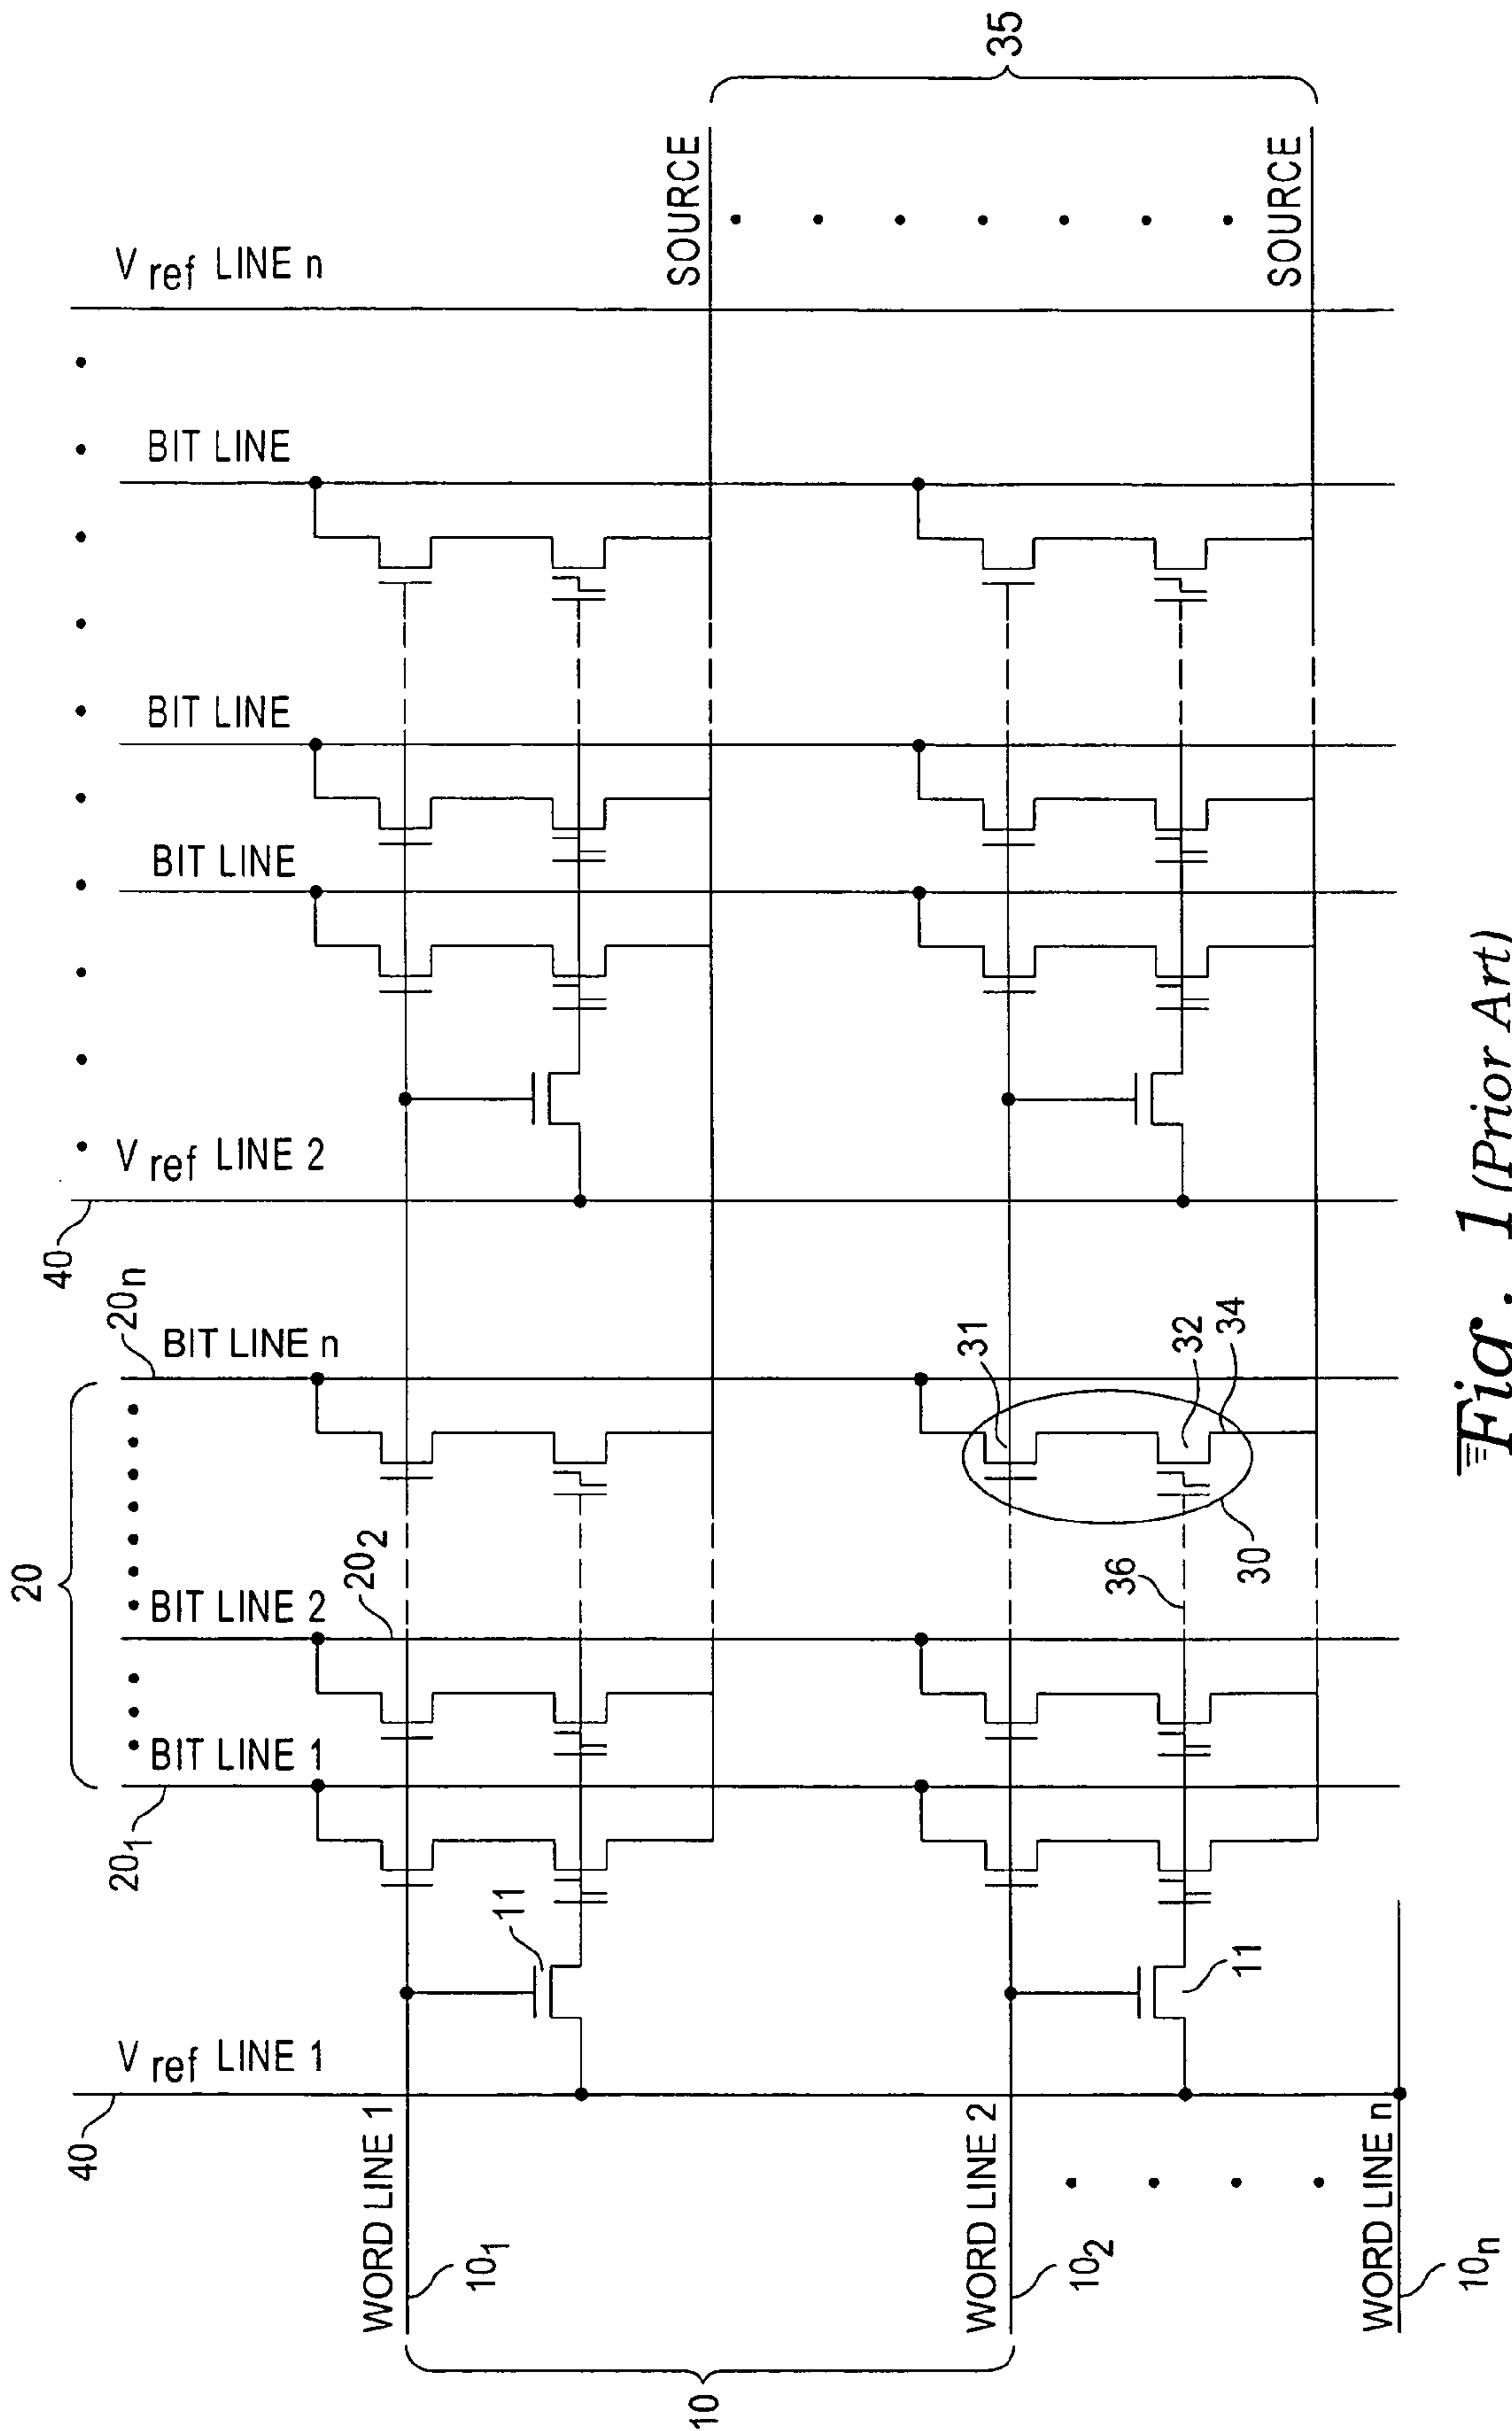 20
35
40
V ref LINE 1
20₁
BIT LINE 1
BIT LINE 2
20₂
BIT LINE n
20n
40
V ref LINE 2
BIT LINE
BIT LINE
BIT LINE
V ref LINE n
WORD LINE 1
10₁
11
SOURCE
10
WORD LINE 2
10₂
11
36
30
31
32
34
SOURCE
WORD LINE n
10n
Fig. 1 (Prior Art)